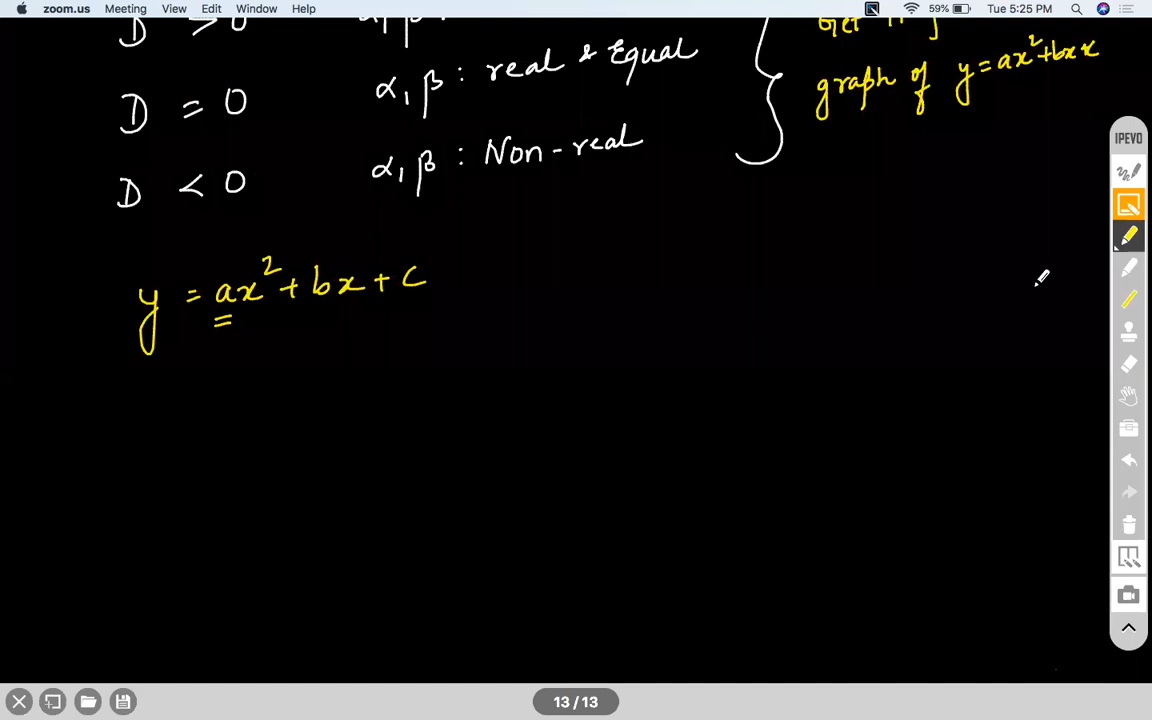 zoom.us Meeting View Edit Window Help 59% Tue 5:25 PM
D > 0
α, β
D = 0 α, β : real & Equal
graph of y = ax² + bx x
D < 0 α, β : Non-real
IPEVO
y = ax² + bx + c
13 / 13